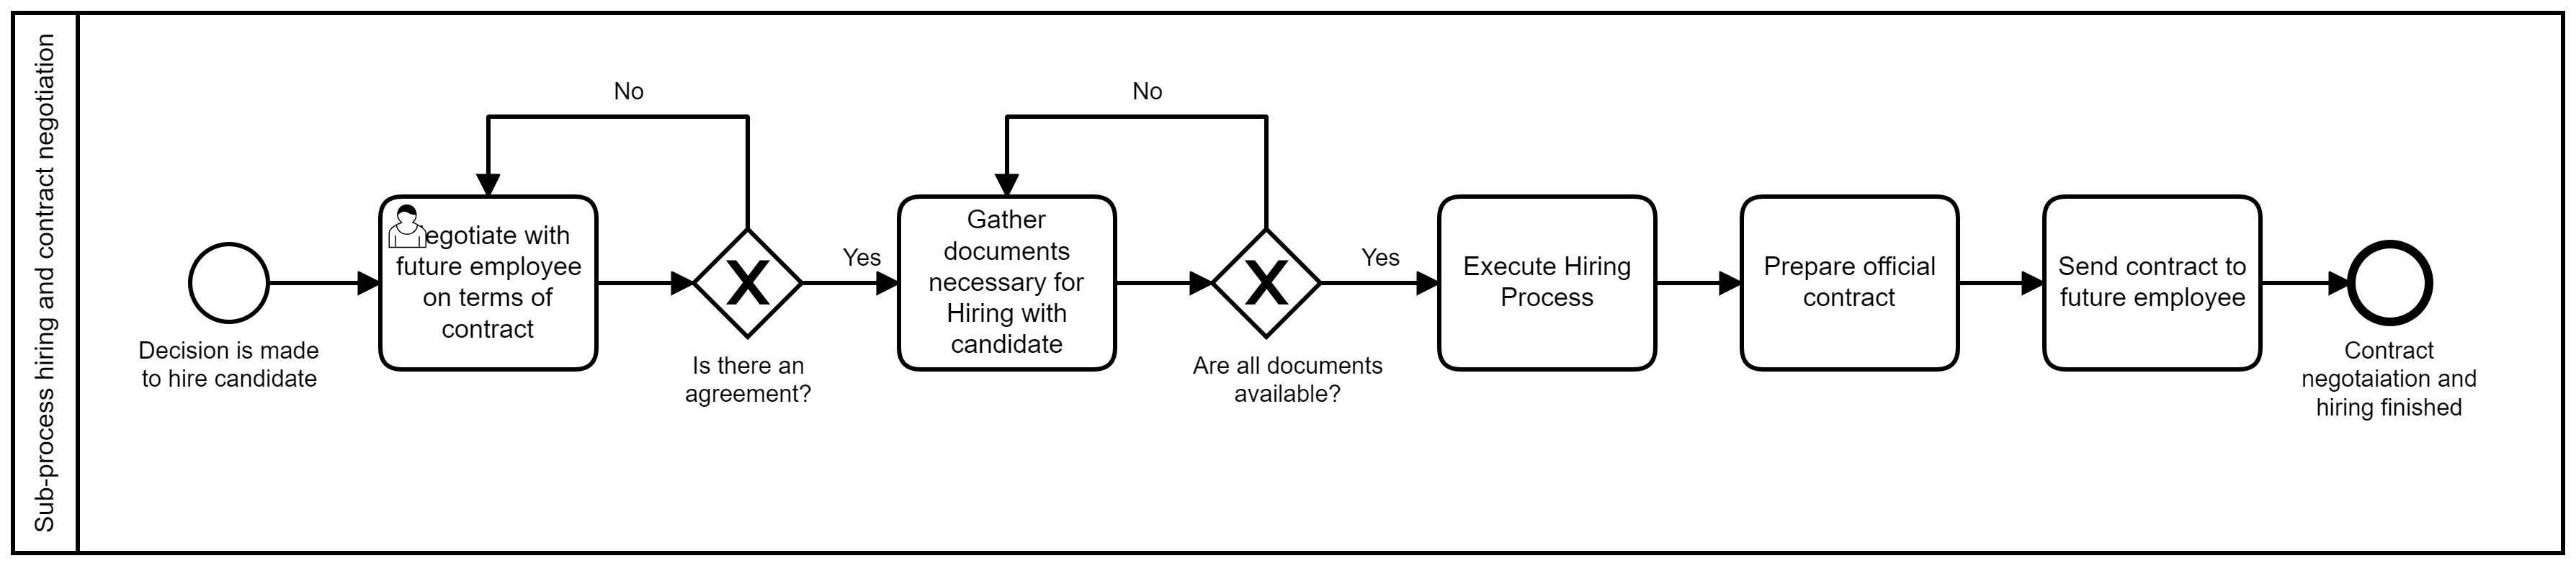 Sub-process hiring and contract negotiation
Decision is made
to hire candidate
egotiate with
future employee
on terms of
contract
No
Is there an
agreement?
Yes
Gather
documents
necessary for
Hiring with
candidate
No
Are all documents
available?
Yes
Execute Hiring
Process
Prepare official
contract
Send contract to
future employee
Contract
negotaiation and
hiring finished